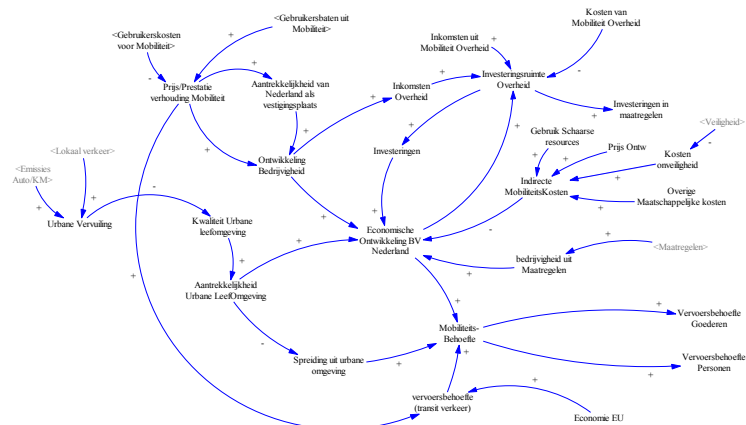 <Gebruikerskosten
voor Mobiliteit>
<Gebruikersbaten uit
Mobiliteit>
Kosten van
Mobiliteit Overheid
Inkomsten uit
Mobiliteit Overheid
Prijs/Prestatie
verhouding Mobiliteit
Aantrekkelijkheid van
Nederland als
vestigingsplaats
Inkomsten
Overheid
Investeringsruimte
Overheid
Investeringen in
maatregelen
<Lokaal verkeer>
<Emissies
Auto/KM>
Ontwikkeling
Bedrijvigheid
Investeringen
Gebruik Schaarse
resources
Prijs Ontw
<Veiligheid>
Kosten
onveiligheid
Indirecte
MobiliteitsKosten
Overige
Maatschappelijke kosten
Urbane Vervuiling
Kwaliteit Urbane
leefomgeving
Economische
Ontwikkeling BV
Nederland
<Maatregelen>
bedrijvigheid uit
Maatregelen
Aantrekkelijkheid
Urbane LeefOmgeving
Mobiliteits-
Behoefte
Vervoersbehoefte
Goederen
Spreiding uit urbane
omgeving
Vervoersbehoefte
Personen
vervoersbehoefte
(transit verkeer)
Economie EU